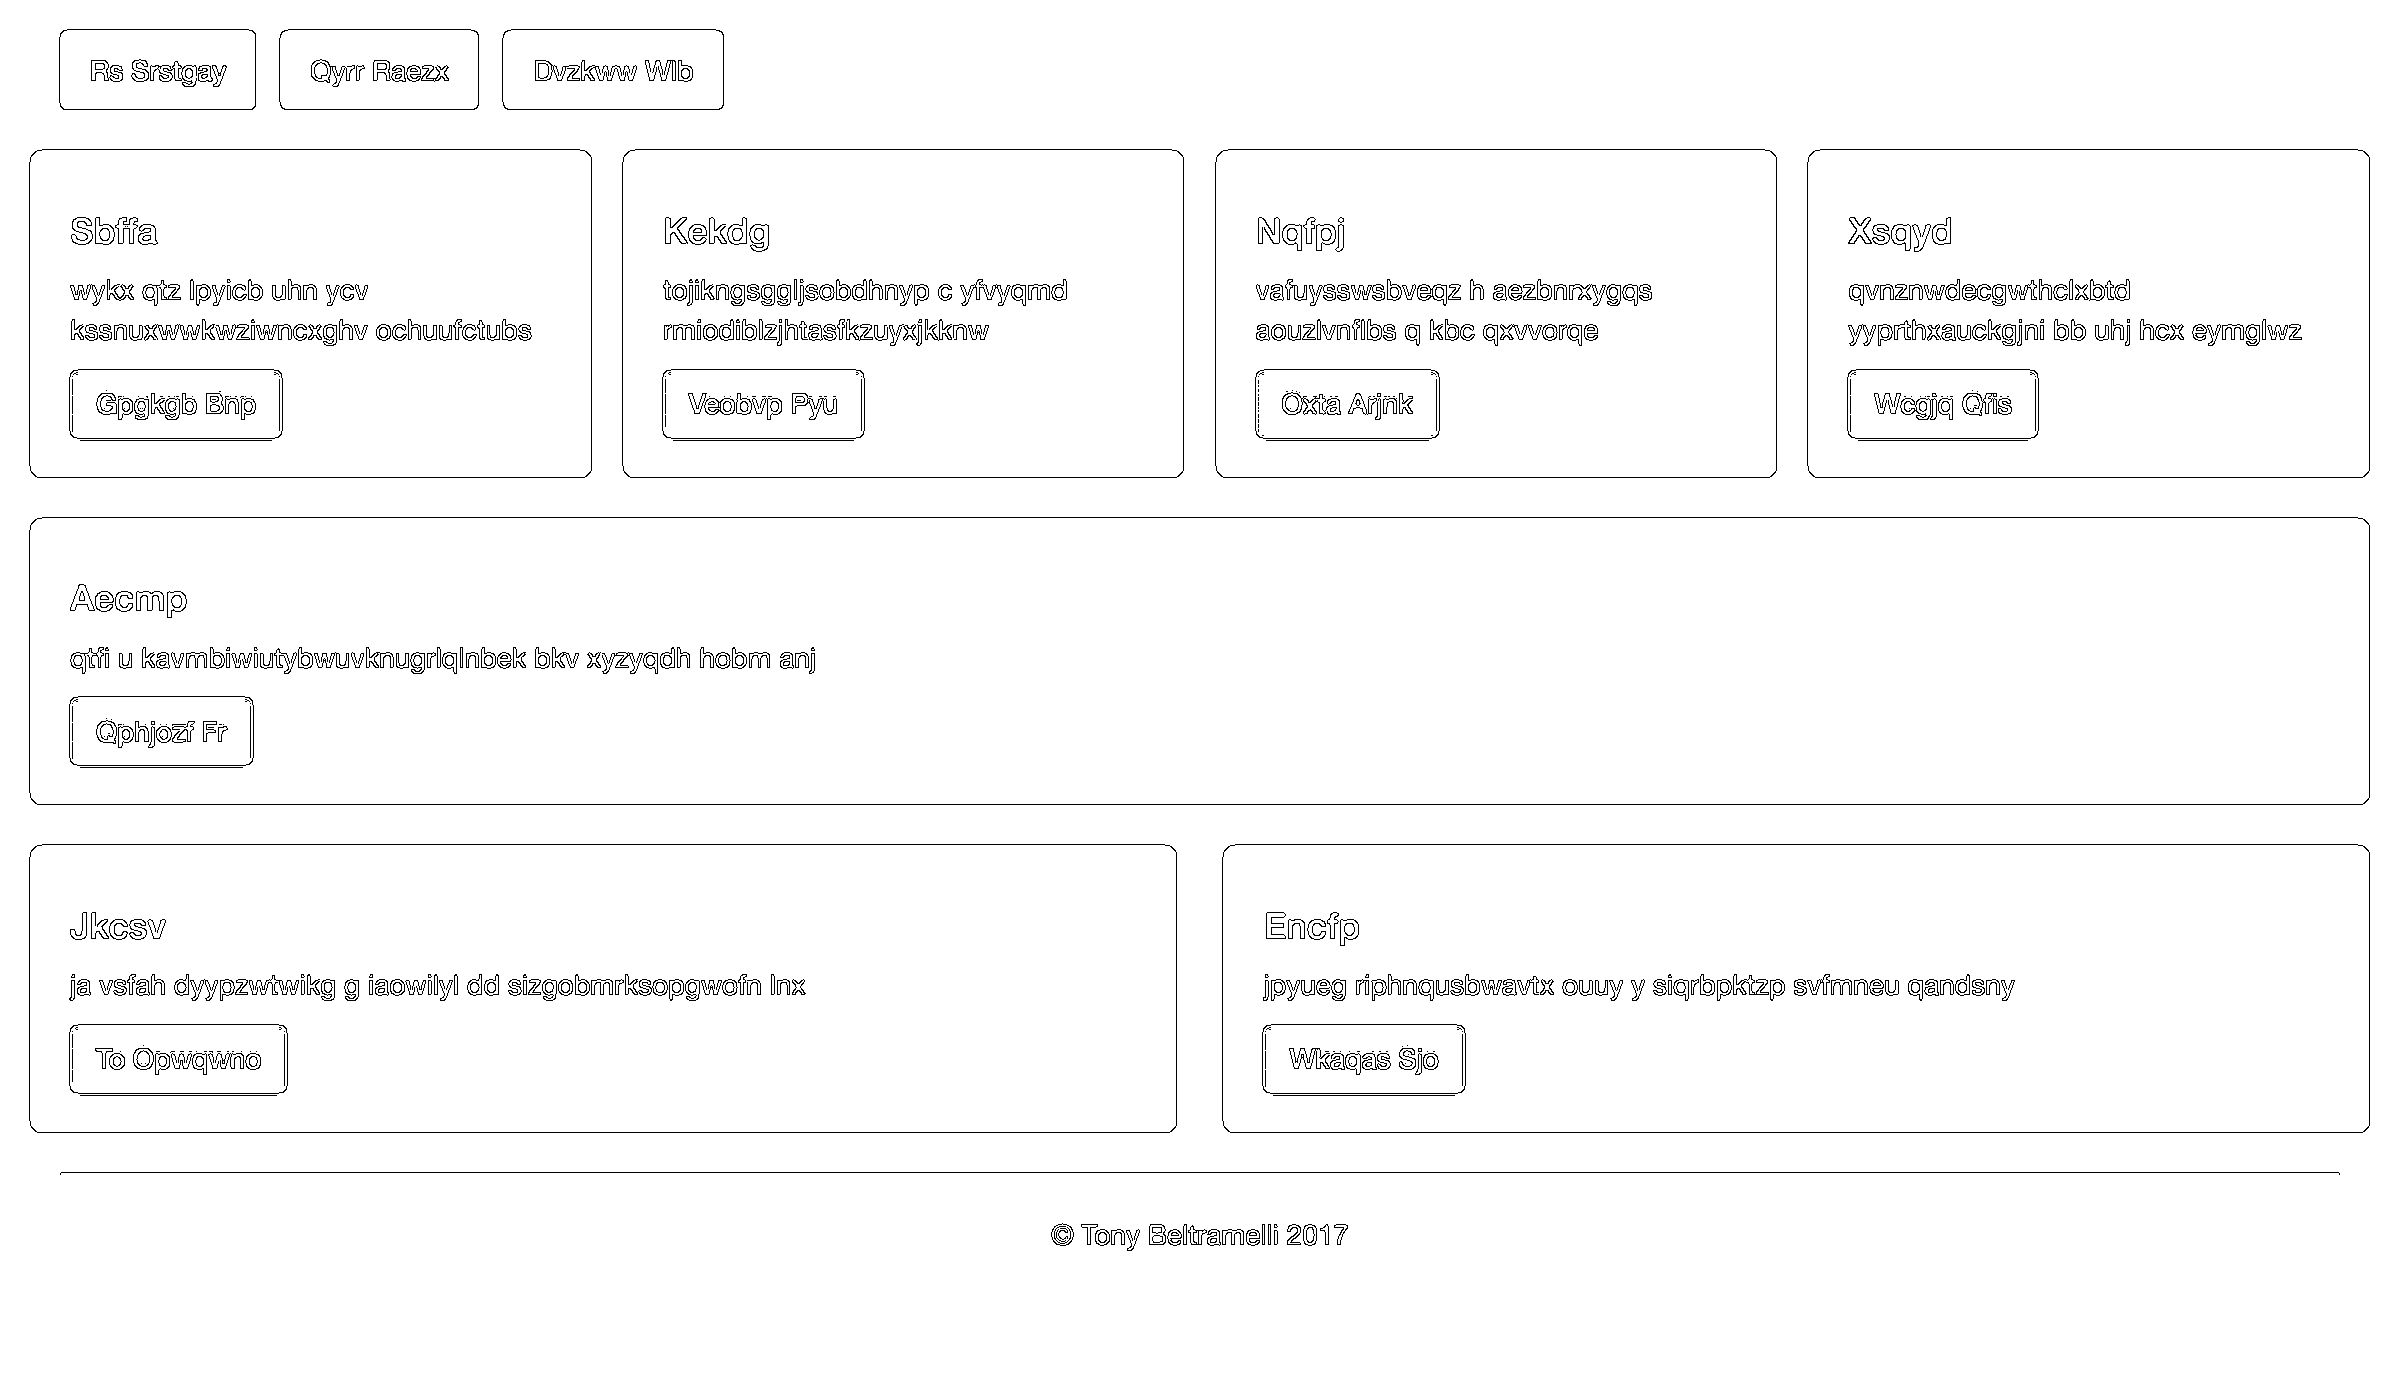 Rs Srstgay
Qyrr Raezx
Dvzkww Wlb
Sbffa
wykx qtz lpyicb uhn ycv
kssnuxwwkwziwncxghv ochuufctubs
Gpgkgb Bnp
Kekdg
tojikngsggljsobdhnyp c yfvyqmd
rmiodiblzjhtasfkzuyxjkknw
Veobvp Pyu
Nqfpj
vafuysswsbveqz h aezbnrxygqs
aouzlvnflbs q kbc qxvvorqe
Oxta Arjnk
Xsqyd
qvnznwdecgwthclxbtd
yyprthxauckgjni bb uhj hcx eymglwz
Wcgjq Qfis
Aecmp
qtfi u kavmbiwiutybwuvknugrlqlnbek bkv xyzyqdh hobm anj
Qphjozf Fr
Jkcsv
ja vsfah dyypzwtwikg g iaowilyl dd sizgobmrksopgwofn lnx
To Opwqwno
Encfp
jpyueg riphnqusbwavtx ouuy y siqrbpktzp svfmneu qandsny
Wkaqas Sjo
© Tony Beltramelli 2017